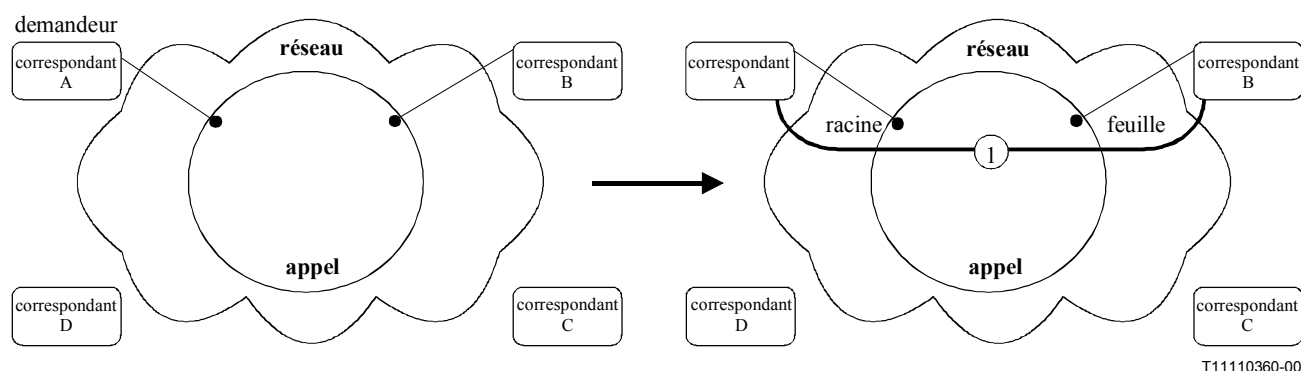 demandeur
correspondant
A
réseau
correspondant
B
appel
correspondant
D
correspondant
C
correspondant
A
réseau
correspondant
B
racine
feuille
1
appel
correspondant
D
correspondant
C
T11110360-00